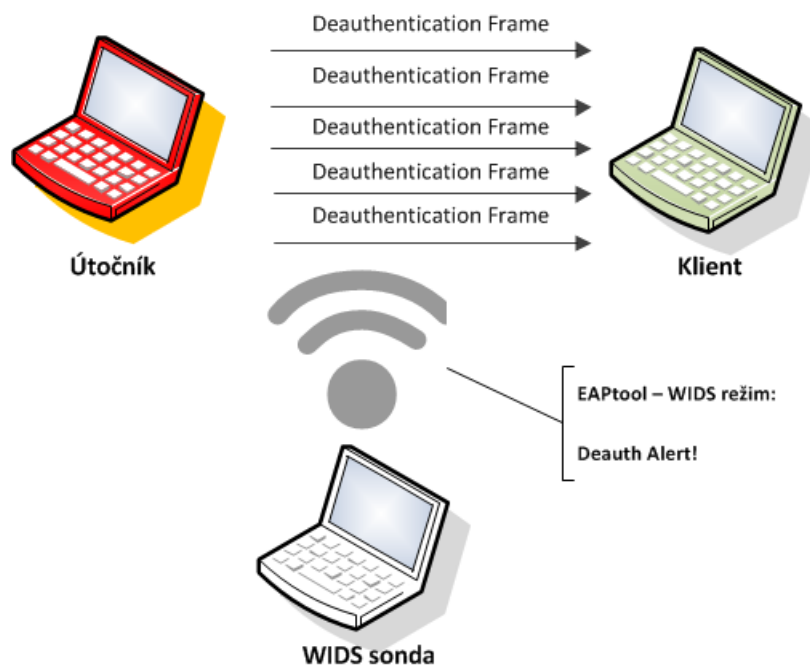 Deauthentication Frame
Deauthentication Frame
Deauthentication Frame
Deauthentication Frame
Deauthentication Frame
Útočník
Klient
EAPtool – WIDS režim:
Deauth Alert!
WIDS sonda